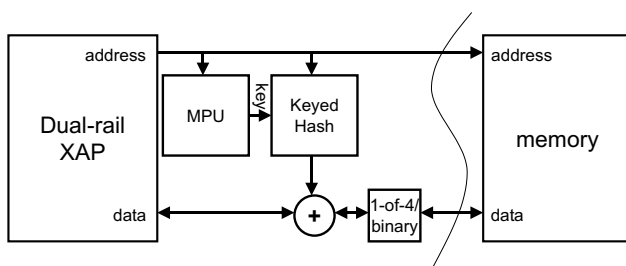 address
Dual-rail
XAP
data
MPU
key
Keyed
Hash
+
1-of-4/
binary
address
memory
data